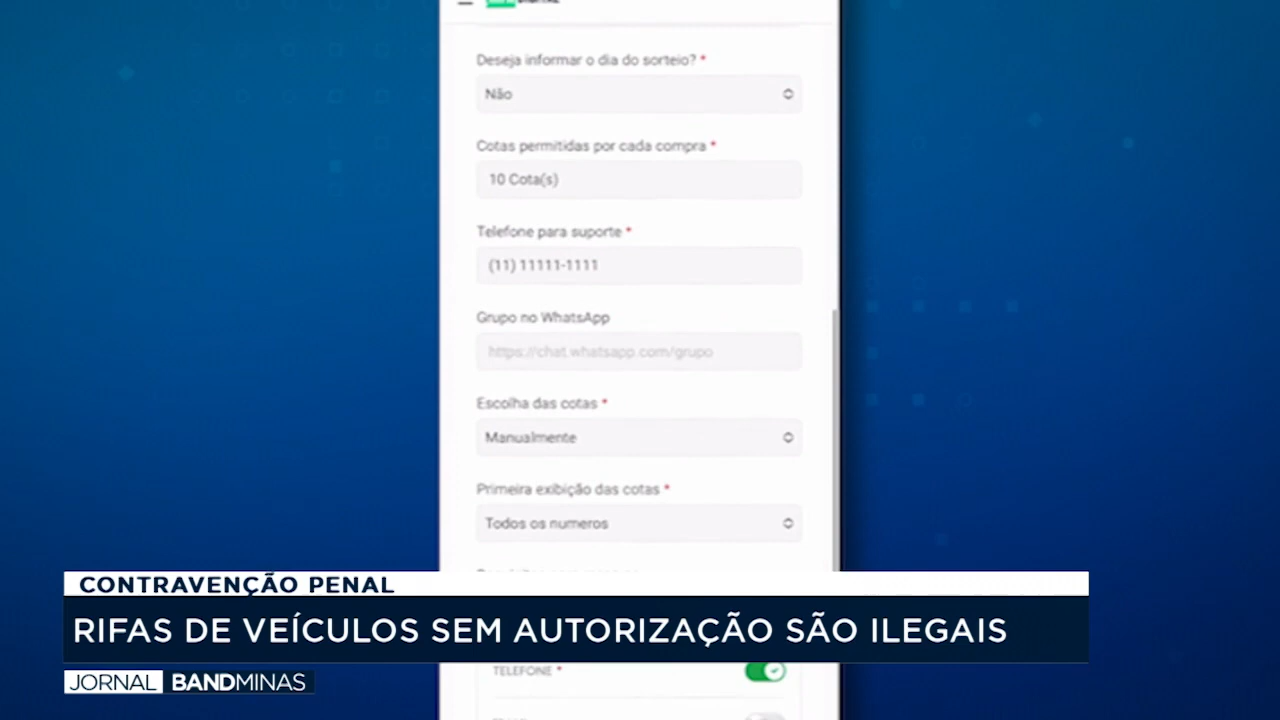 Deseja informar o dia do sorteio? *
Não
Cotas permitidas por cada compra *
10 Cota(s)
Telefone para suporte *
(11) 11111-1111
Grupo no WhatsApp
https://chat.whatsapp.com/grupo
Escolha das cotas *
Manualmente
Primeira exibição das cotas *
Todos os numeros
CONTRAVENÇÃO PENAL
RIFAS DE VEÍCULOS SEM AUTORIZAÇÃO SÃO ILEGAIS
TELEFONE *
JORNAL BANDMINAS